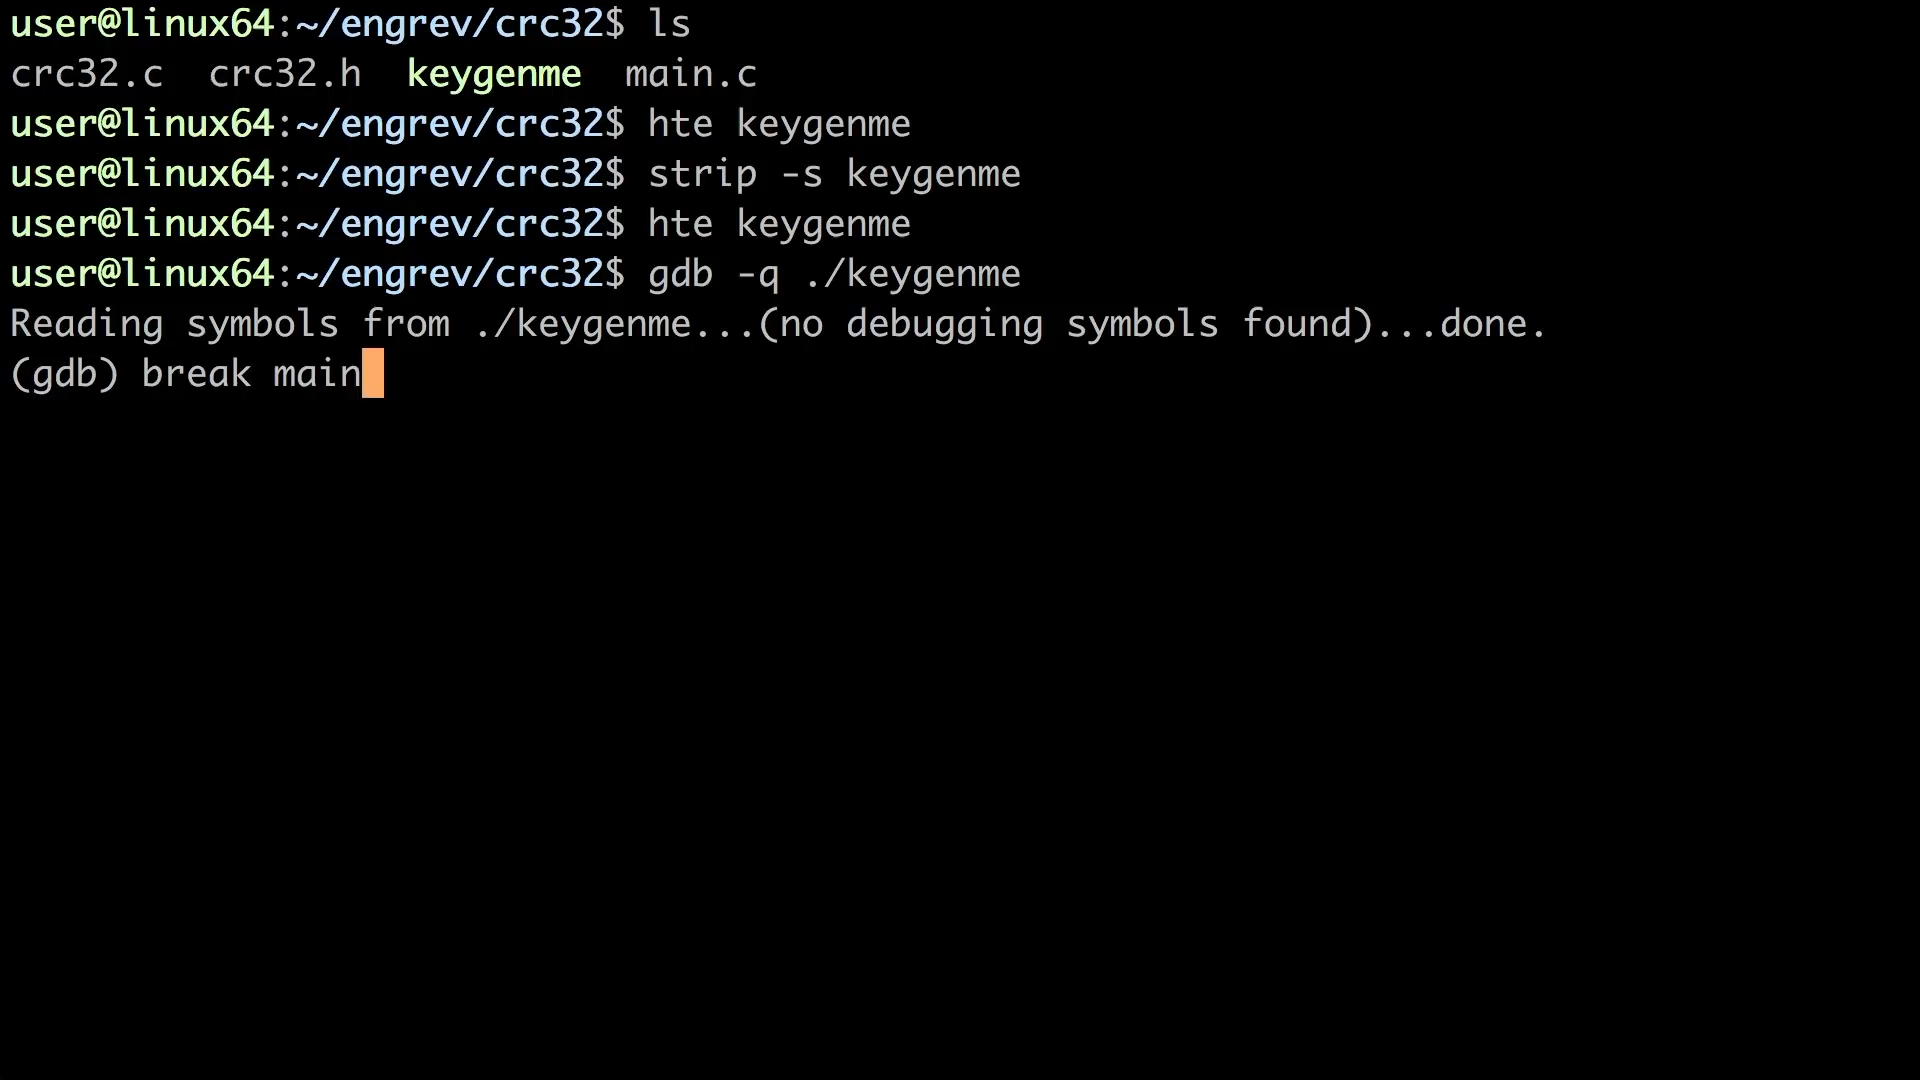 user@linux64:~/engrev/crc32$ ls
crc32.c  crc32.h  keygenme  main.c
user@linux64:~/engrev/crc32$ hte keygenme
user@linux64:~/engrev/crc32$ strip -s keygenme
user@linux64:~/engrev/crc32$ hte keygenme
user@linux64:~/engrev/crc32$ gdb -q ./keygenme
Reading symbols from ./keygenme...(no debugging symbols found)...done.
(gdb) break main